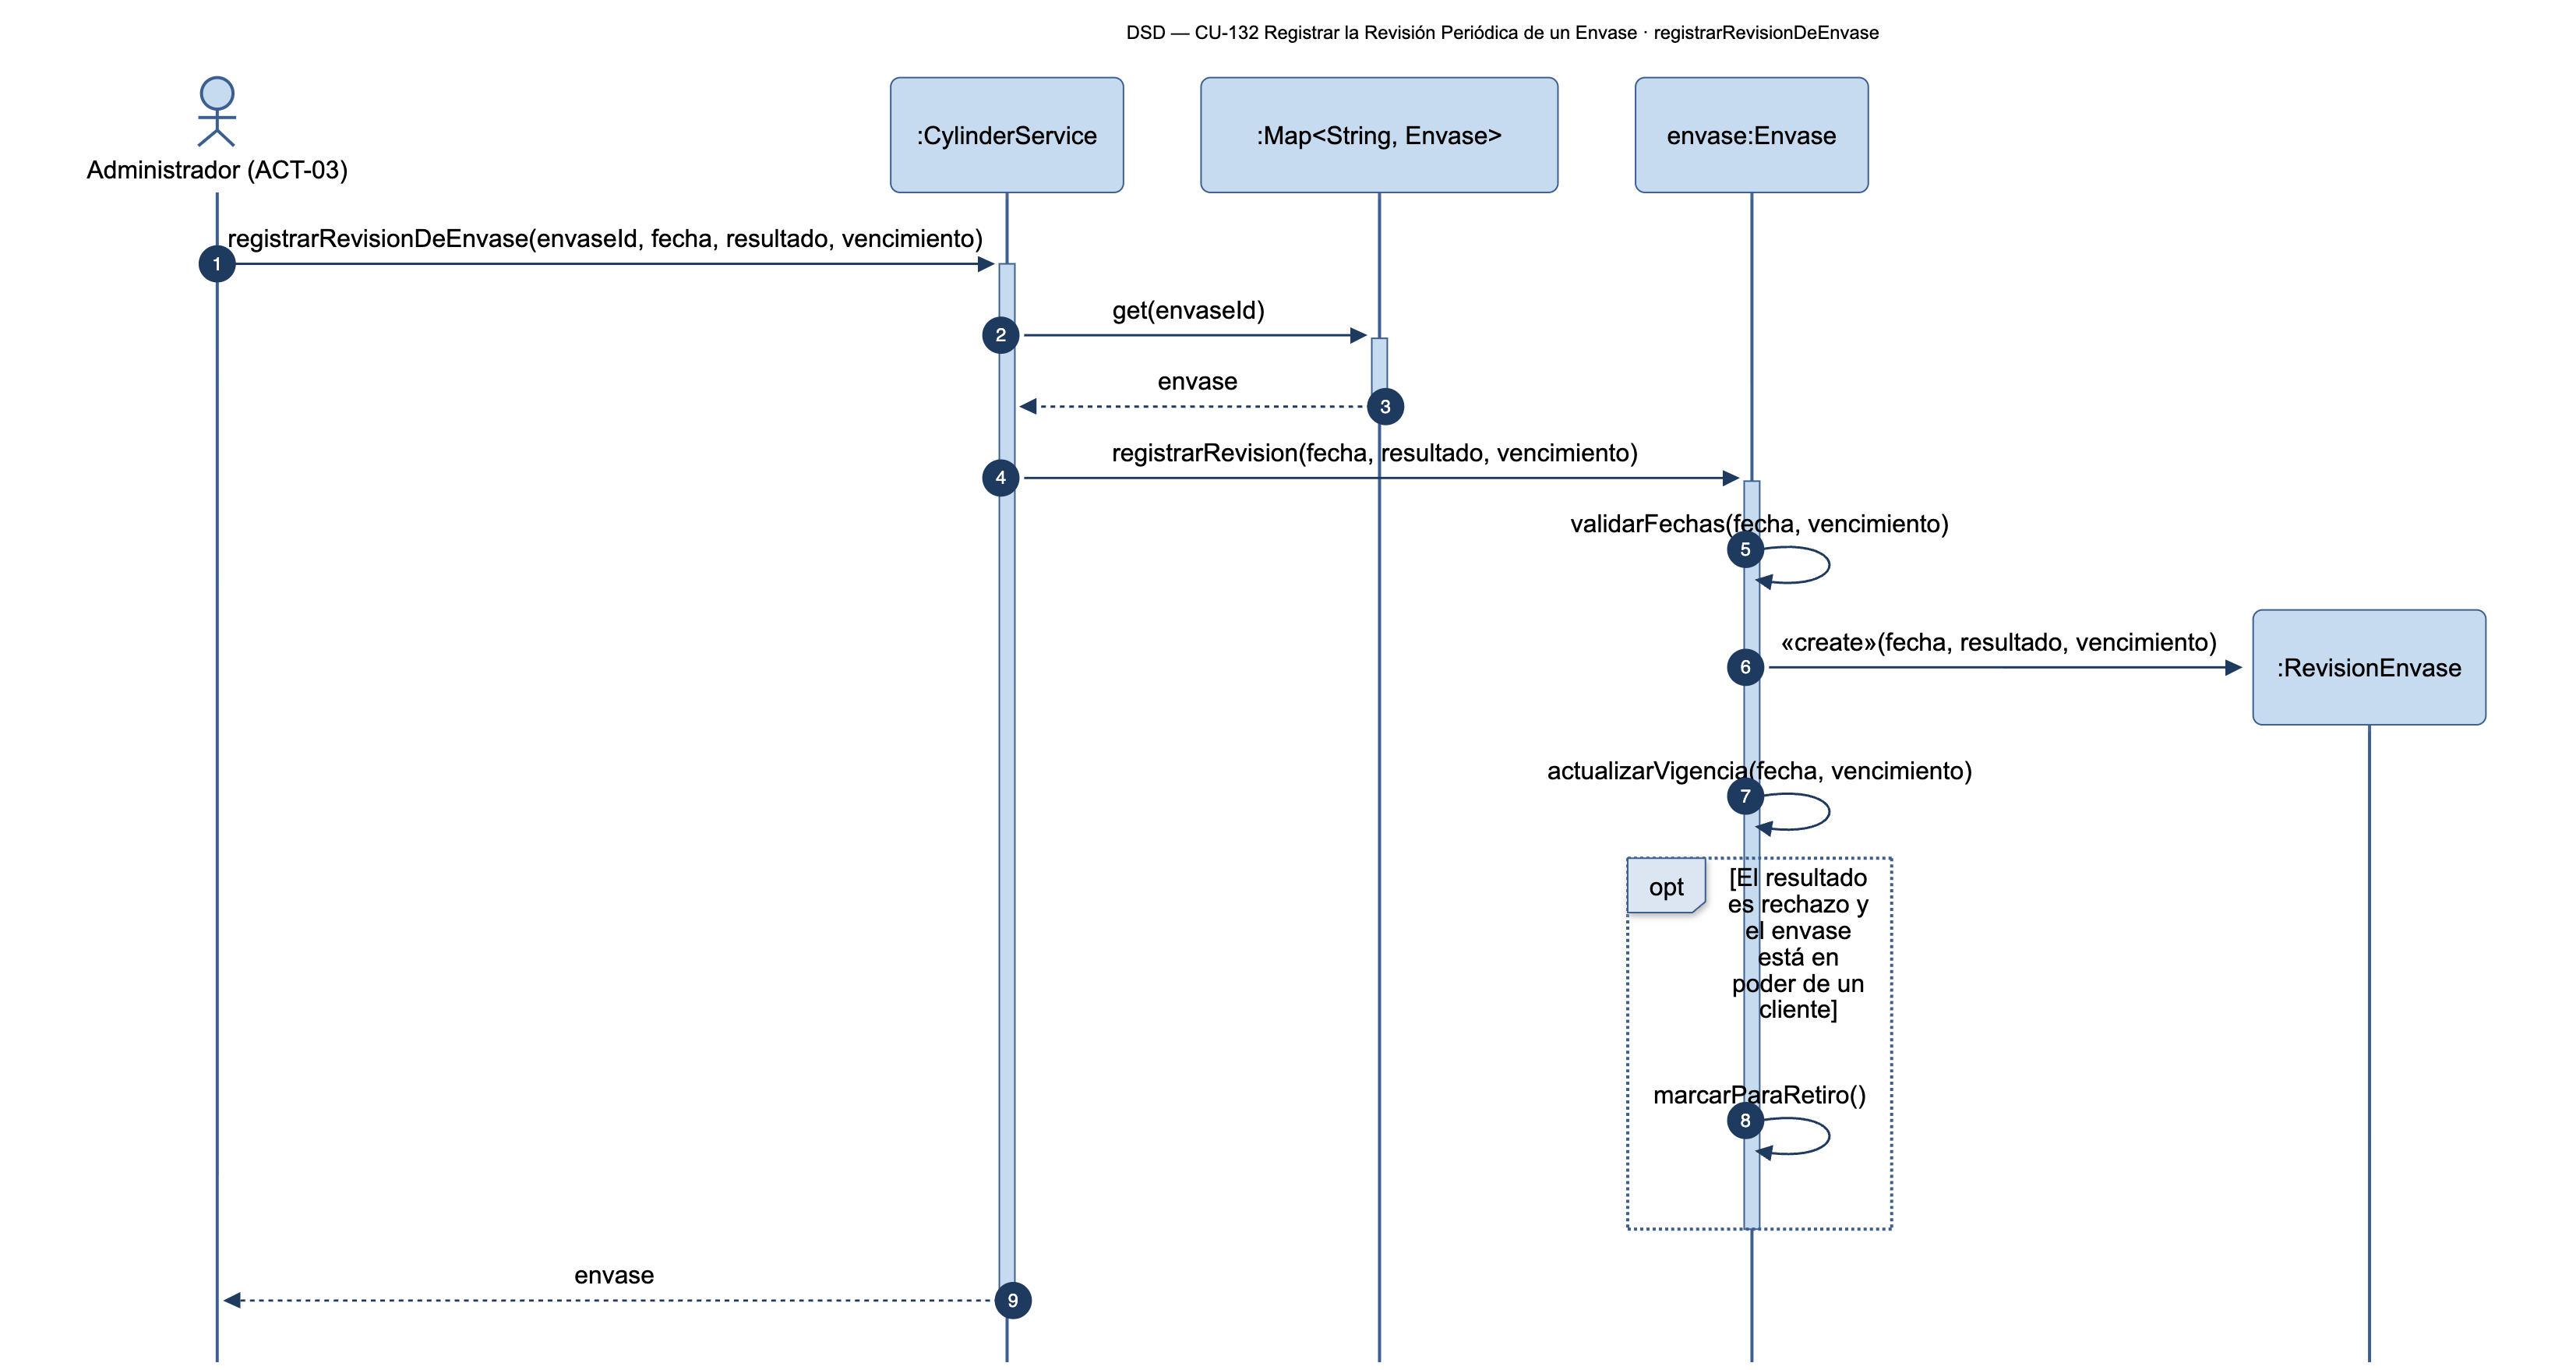 DSD — CU-132 Registrar la Revisión Periódica de un Envase · registrarRevisionDeEnvase
Administrador (ACT-03)
:CylinderService
:Map<String, Envase>
envase:Envase
registrarRevisionDeEnvase(envaseId, fecha, resultado, vencimiento)
1
get(envaseId)
2
envase
3
registrarRevision(fecha, resultado, vencimiento)
4
validarFechas(fecha, vencimiento)
5
«create»(fecha, resultado, vencimiento)
6
:RevisionEnvase
actualizarVigencia(fecha, vencimiento)
7
opt
[El resultado
es rechazo y
el envase
está en
poder de un
cliente]
marcarParaRetiro()
8
envase
9